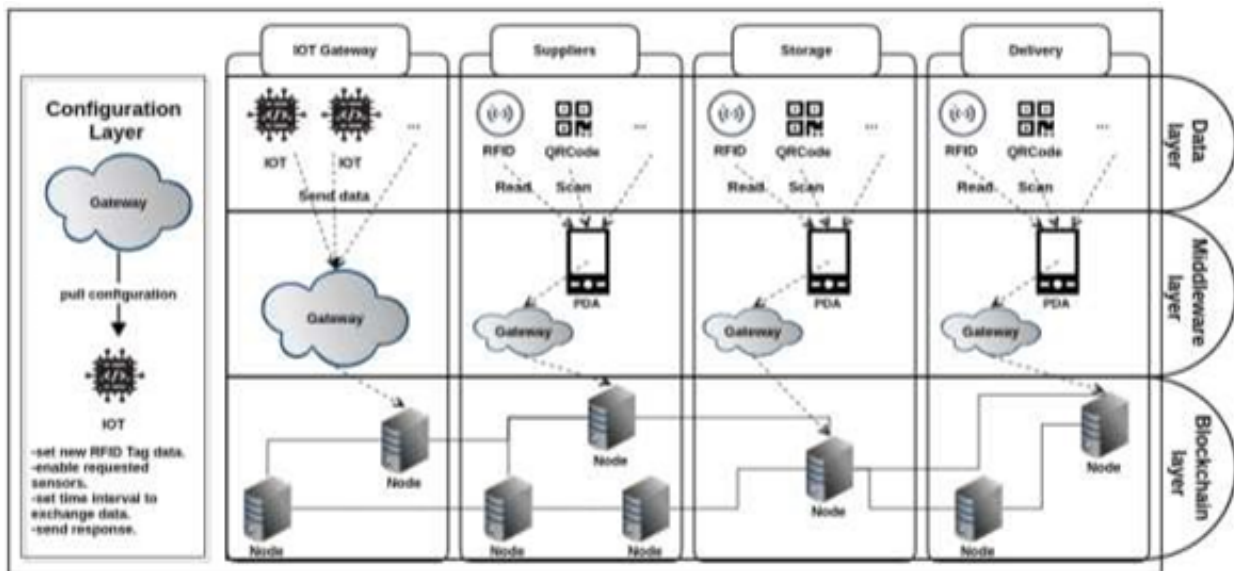 IOT Gateway
Suppliers
Storage
Delivery
Configuration
Layer
Gateway
pull configuration
IOT
-set new RFID Tag data.
-enable requested
sensors.
-set time interval to
exchange data.
-send response.
IOT
IOT
...
Send data
RFID
QRCode
...
Read
Scan
RFID
QRCode
...
Read
Scan
RFID
QRCode
...
Read
Scan
Data
layer
Gateway
PDA
Gateway
PDA
Gateway
PDA
Gateway
Middleware
layer
Node
Node
Node
Node
Node
Node
Node
Node
Blockchain
layer